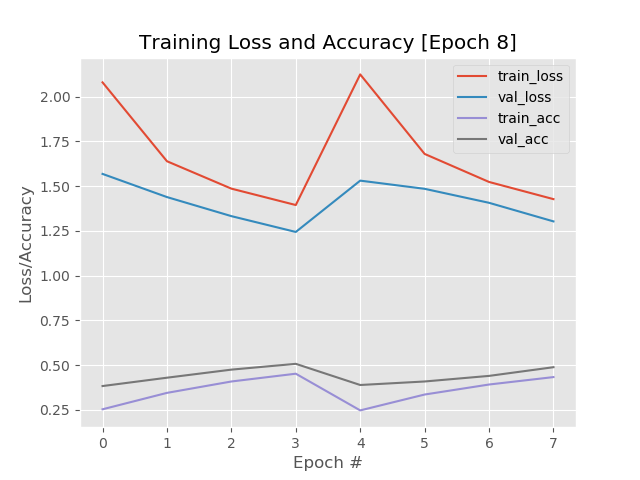 Training Loss and Accuracy [Epoch 8]
train_loss
val_loss
train_acc
val_acc
Loss/Accuracy
2.00
1.75
1.50
1.25
1.00
0.75
0.50
0.25
0 1 2 3 4 5 6 7
Epoch #